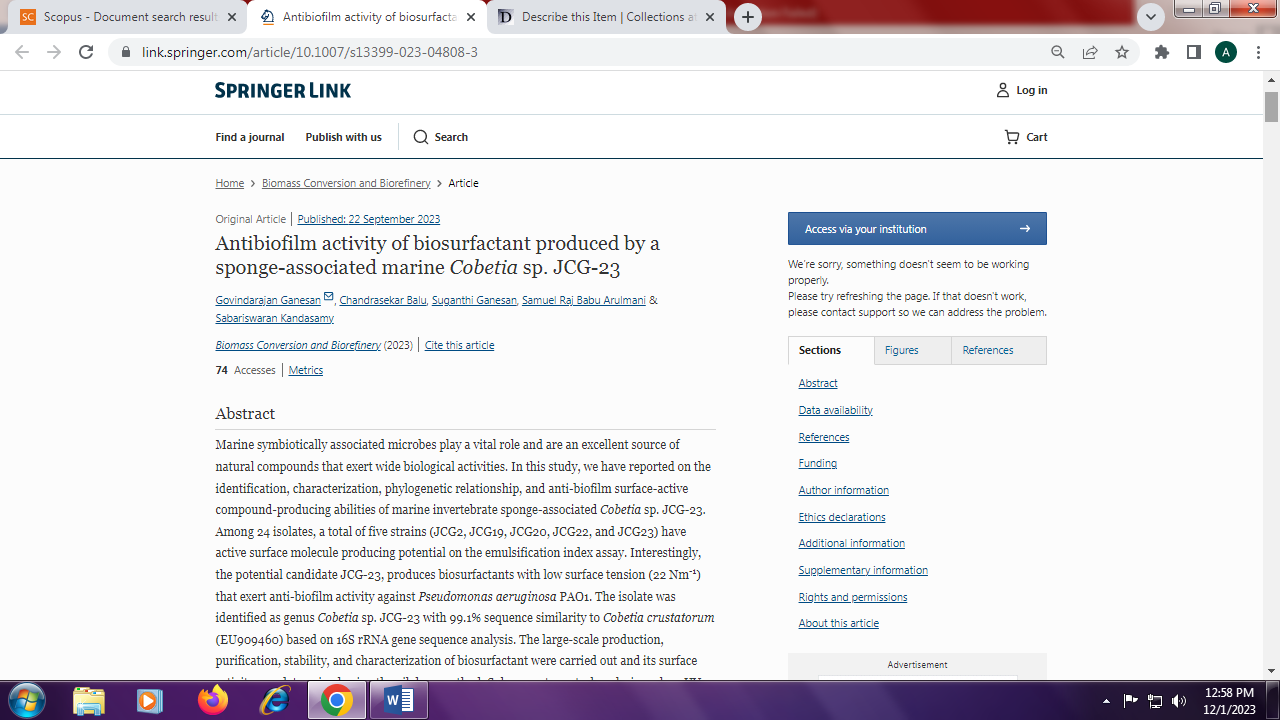 Scopus - Document search result
Antibiofilm activity of biosurfacta
Describe this Item | Collections a
link.springer.com/article/10.1007/s13399-023-04808-3
A
SPRINGER LINK
Log in
Find a journal
Publish with us
Search
Cart
Home > Biomass Conversion and Biorefinery > Article
Original Article | Published: 22 September 2023
Antibiofilm activity of biosurfactant produced by a
sponge-associated marine Cobetia sp. JCG-23
Govindarajan Ganesan, Chandrasekar Balu, Suganthi Ganesan, Samuel Raj Babu Arulmani &
Sabariswaran Kandasamy
Biomass Conversion and Biorefinery (2023) | Cite this article
74 Accesses | Metrics
Abstract
Marine symbiotically associated microbes play a vital role and are an excellent source of
natural compounds that exert wide biological activities. In this study, we have reported on the
identification, characterization, phylogenetic relationship, and anti-biofilm surface-active
compound-producing abilities of marine invertebrate sponge-associated Cobetia sp. JCG-23.
Among 24 isolates, a total of five strains (JCG2, JCG19, JCG20, JCG22, and JCG23) have
active surface molecule producing potential on the emulsification index assay. Interestingly,
the potential candidate JCG-23, produces biosurfactants with low surface tension (22 Nm⁻¹)
that exert anti-biofilm activity against Pseudomonas aeruginosa PAO1. The isolate was
identified as genus Cobetia sp. JCG-23 with 99.1% sequence similarity to Cobetia crustatorum
(EU909460) based on 16S rRNA gene sequence analysis. The large-scale production,
purification, stability, and characterization of biosurfactant were carried out and its surface
Access via your institution →
We're sorry, something doesn't seem to be working
properly.
Please try refreshing the page. If that doesn't work,
please contact support so we can address the problem.
Sections
Figures
References
Abstract
Data availability
References
Funding
Author information
Ethics declarations
Additional information
Supplementary information
Rights and permissions
About this article
Advertisement
12:58 PM
12/1/2023